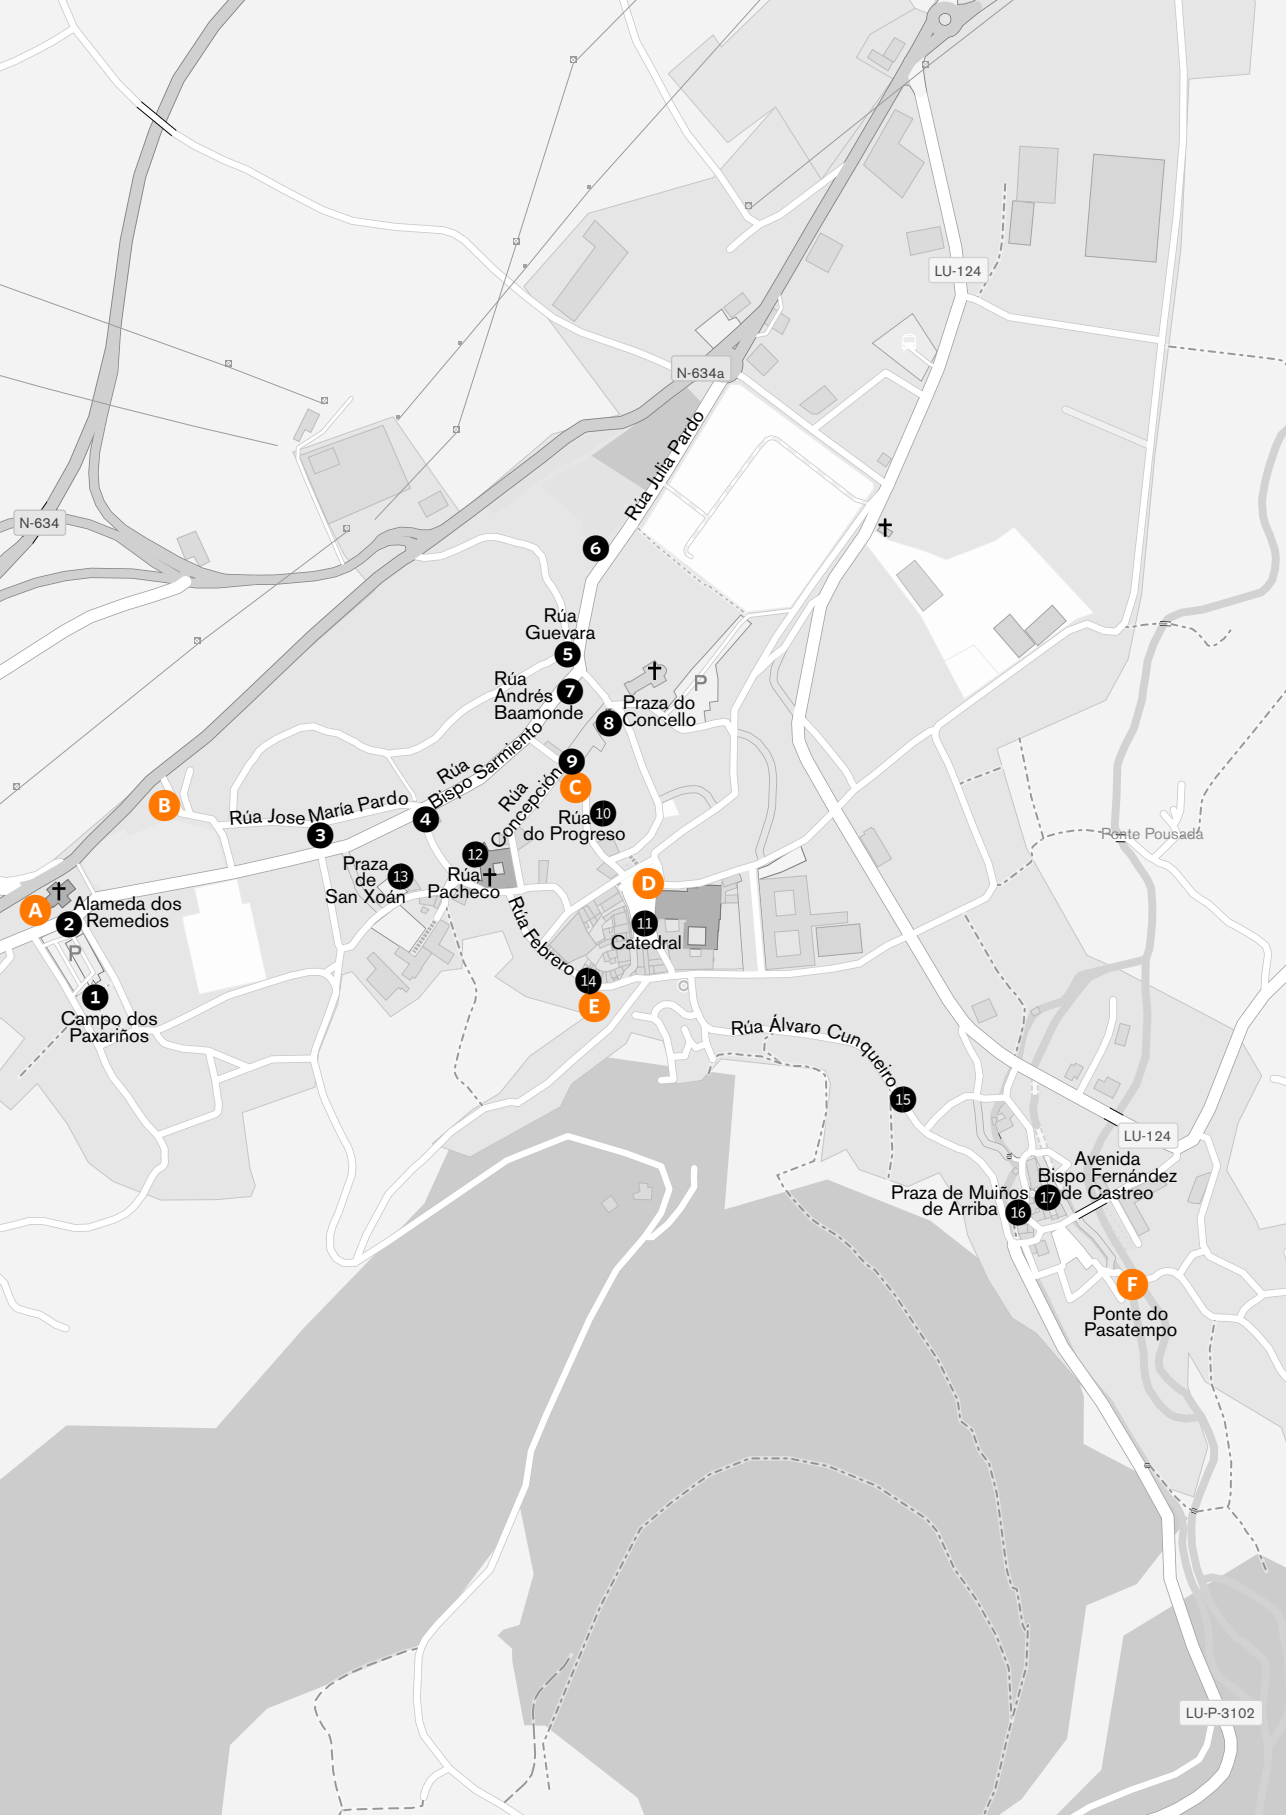 LU-124
N-634a
Rúa Julia Pardo
N-634
6
Rúa
Guevara
5
Rúa
Andrés
Baamonde
7
P
Praza do
Concello
8
Rúa
Bispo Sarmiento
9
C
Rúa
Concepción
B
Rúa Jose María Pardo
3
4
10
Rúa
do Progreso
Ponte Pousada
12
Rúa
Pacheco
Praza
de
San Xoán
13
D
A
Alameda dos
Remedios
2
P
11
Catedral
Rúa Febrero
14
E
1
Campo dos
Paxariños
Rúa Álvaro Cunqueiro
15
LU-124
Avenida
Bispo Fernández
de Castreo
17
Praza de Muiños
de Arriba
16
F
Ponte do
Pasatempo
LU-P-3102